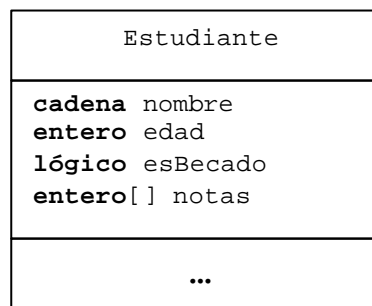 Estudiante
cadena nombre
entero edad
lógico esBecado
entero[] notas
...